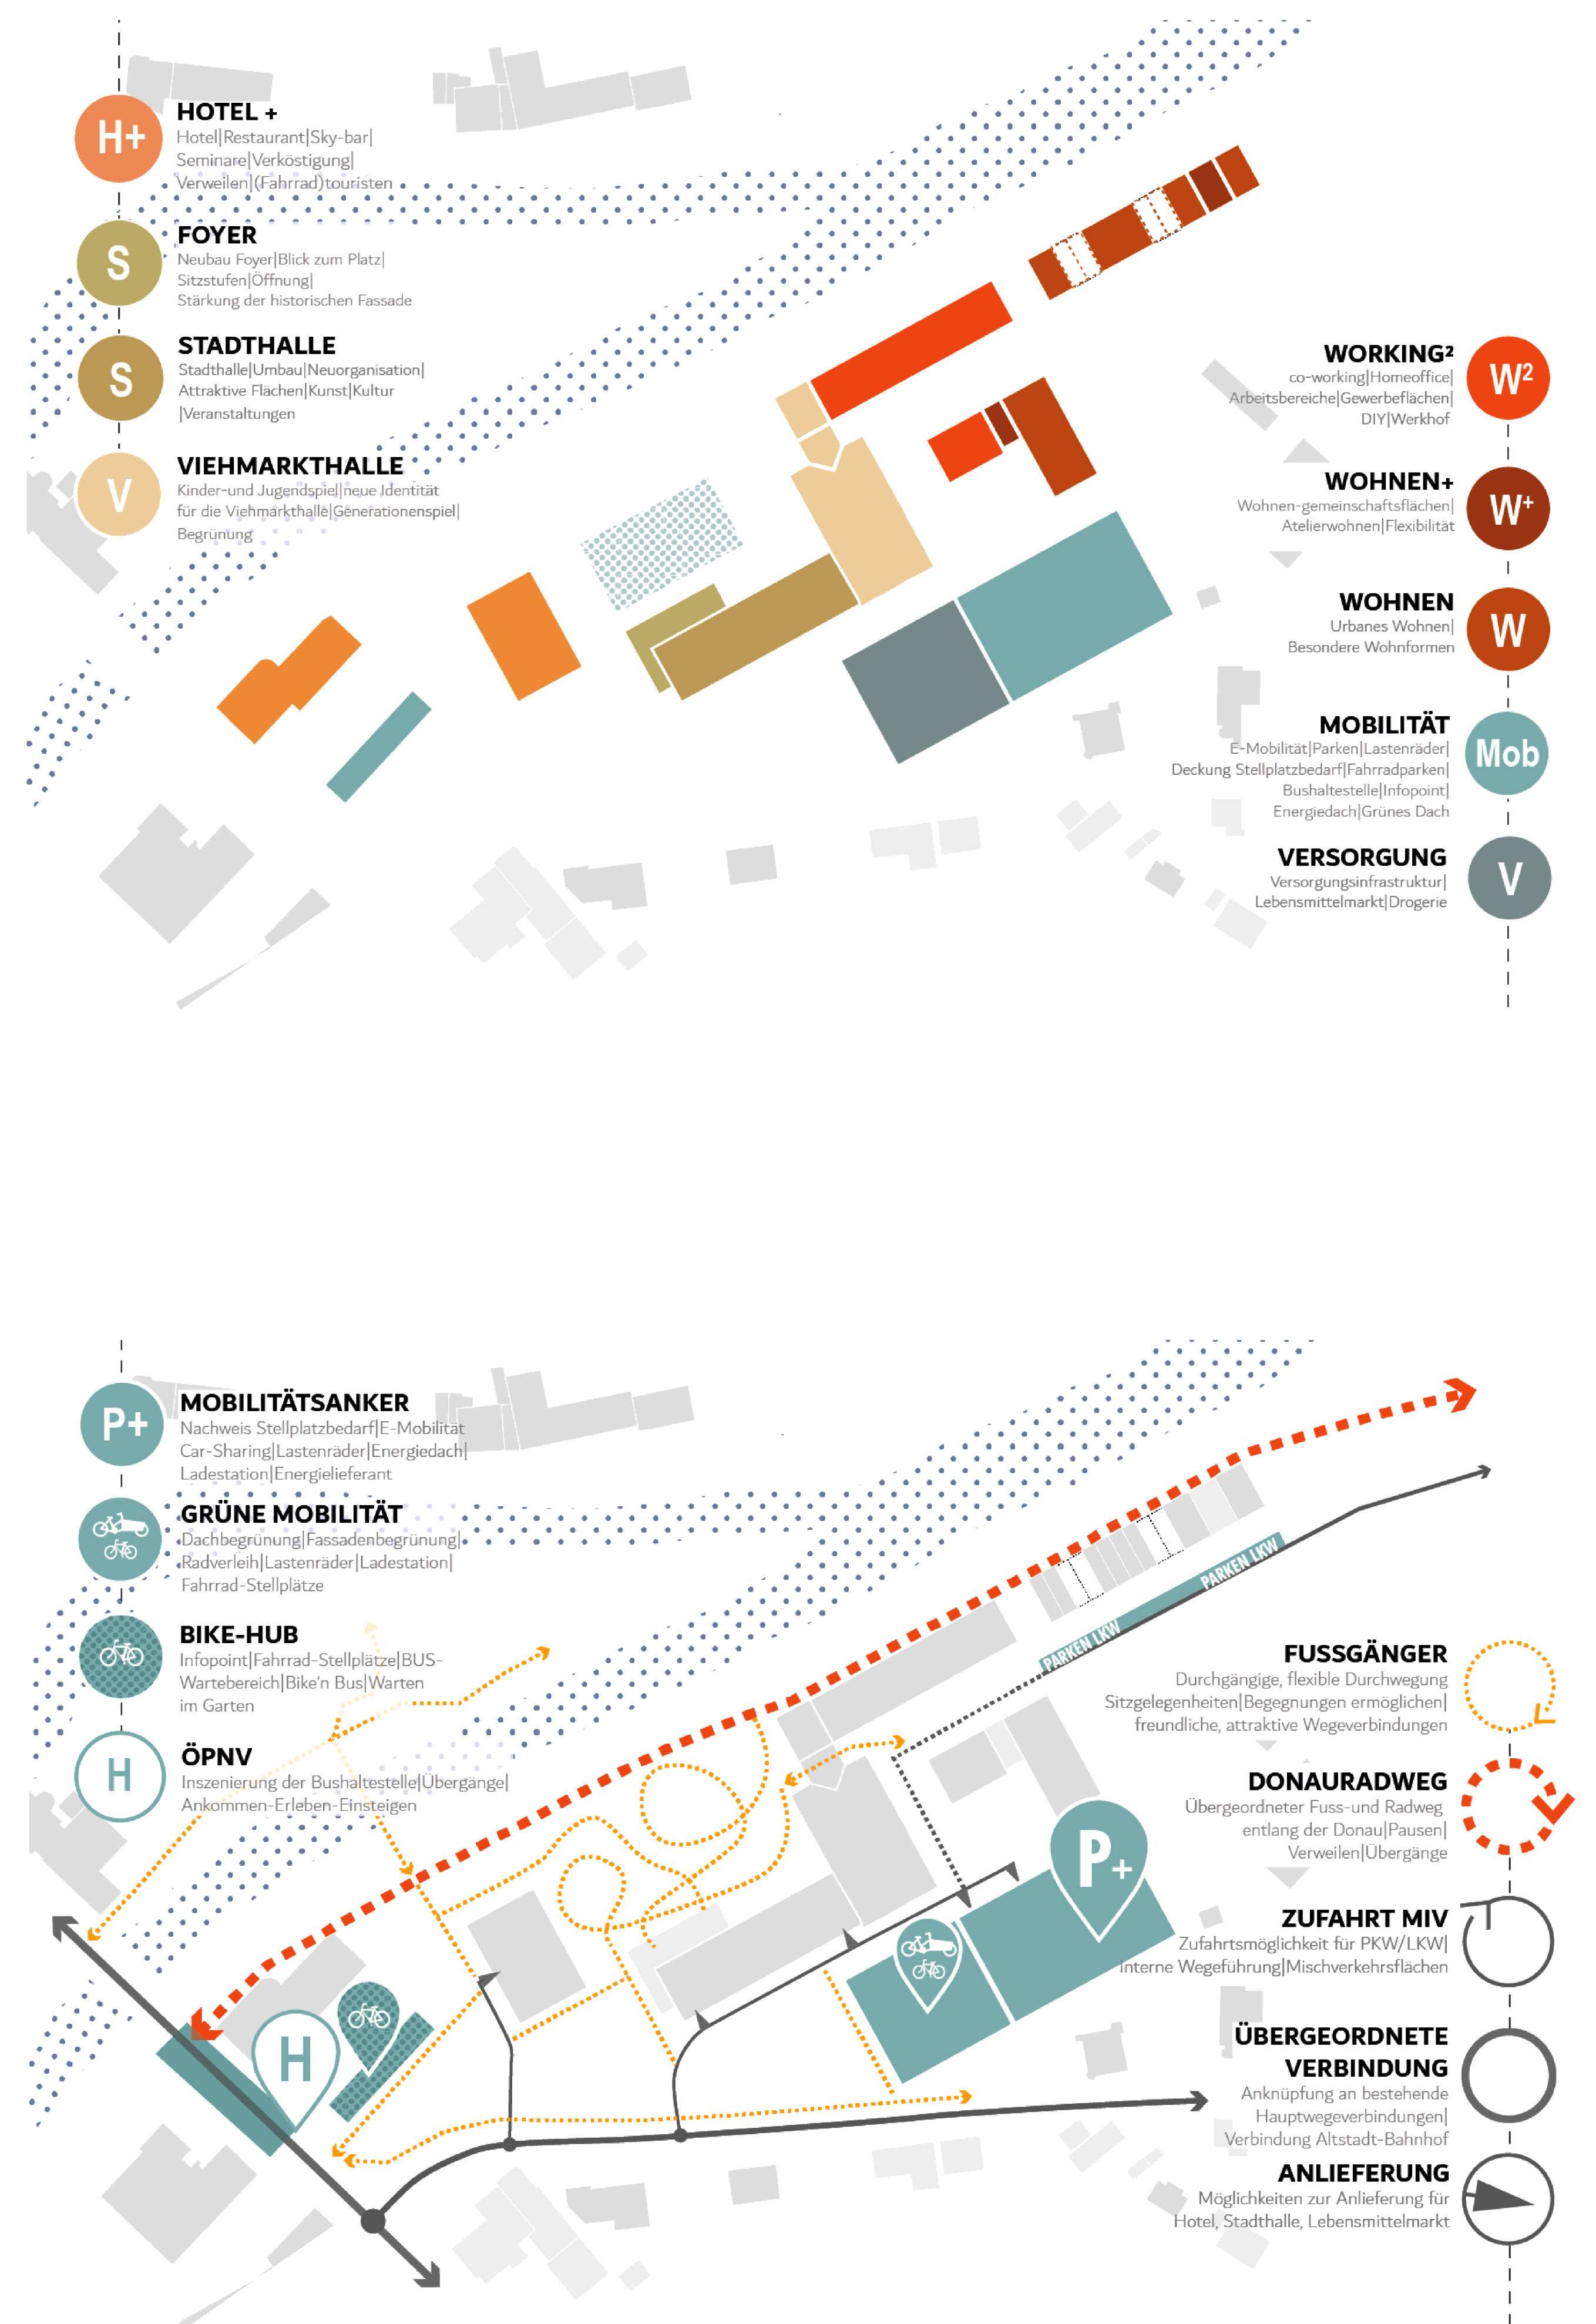 H+
HOTEL +
Hotel|Restaurant|Sky-bar|
Seminare|Verköstigung|
Verweilen|(Fahrrad)touristen
S
FOYER
Neubau Foyer|Blick zum Platz|
Sitzstufen|Öffnung|
Stärkung der historischen Fassade
S
STADTHALLE
Stadthalle|Umbau|Neuorganisation|
Attraktive Flächen|Kunst|Kultur
|Veranstaltungen
V
VIEHMARKTHALLE
Kinder-und Jugendspiel|neue Identität
für die Viehmarkthalle|Generationenspiel|
Begrünung
WORKING²
co-working|Homeoffice|
Arbeitsbereiche|Gewerbeflächen|
DIY|Werkhof
W²
WOHNEN+
Wohnen-gemeinschaftsflächen|
Atelierwohnen|Flexibilität
W+
WOHNEN
Urbanes Wohnen|
Besondere Wohnformen
W
MOBILITÄT
E-Mobilität|Parken|Lastenräder|
Deckung Stellplatzbedarf|Fahrradparken|
Bushaltestelle|Infopoint|
Energiedach|Grünes Dach
Mob
VERSORGUNG
Versorgungsinfrastruktur|
Lebensmittelmarkt|Drogerie
V
P+
MOBILITÄTSANKER
Nachweis Stellplatzbedarf|E-Mobilität
Car-Sharing|Lastenräder|Energiedach|
Ladestation|Energielieferant
GRÜNE MOBILITÄT
Dachbegrünung|Fassadenbegrünung|
Radverleih|Lastenräder|Ladestation|
Fahrrad-Stellplätze
BIKE-HUB
Infopoint|Fahrrad-Stellplätze|BUS-
Wartebereich|Bike'n Bus|Warten
im Garten
H
ÖPNV
Inszenierung der Bushaltestelle|Übergänge|
Ankommen-Erleben-Einsteigen
PARKEN LKW
PARKEN LKW
P+
H
FUSSGÄNGER
Durchgängige, flexible Durchwegung
Sitzgelegenheiten|Begegnungen ermöglichen|
freundliche, attraktive Wegeverbindungen
DONAURADWEG
Übergeordneter Fuss-und Radweg
entlang der Donau|Pausen|
Verweilen|Übergänge
ZUFAHRT MIV
Zufahrtsmöglichkeit für PKW/LKW|
Interne Wegeführung|Mischverkehrsflächen
ÜBERGEORDNETE
VERBINDUNG
Anknüpfung an bestehende
Hauptwegeverbindungen|
Verbindung Altstadt-Bahnhof
ANLIEFERUNG
Möglichkeiten zur Anlieferung für
Hotel, Stadthalle, Lebensmittelmarkt